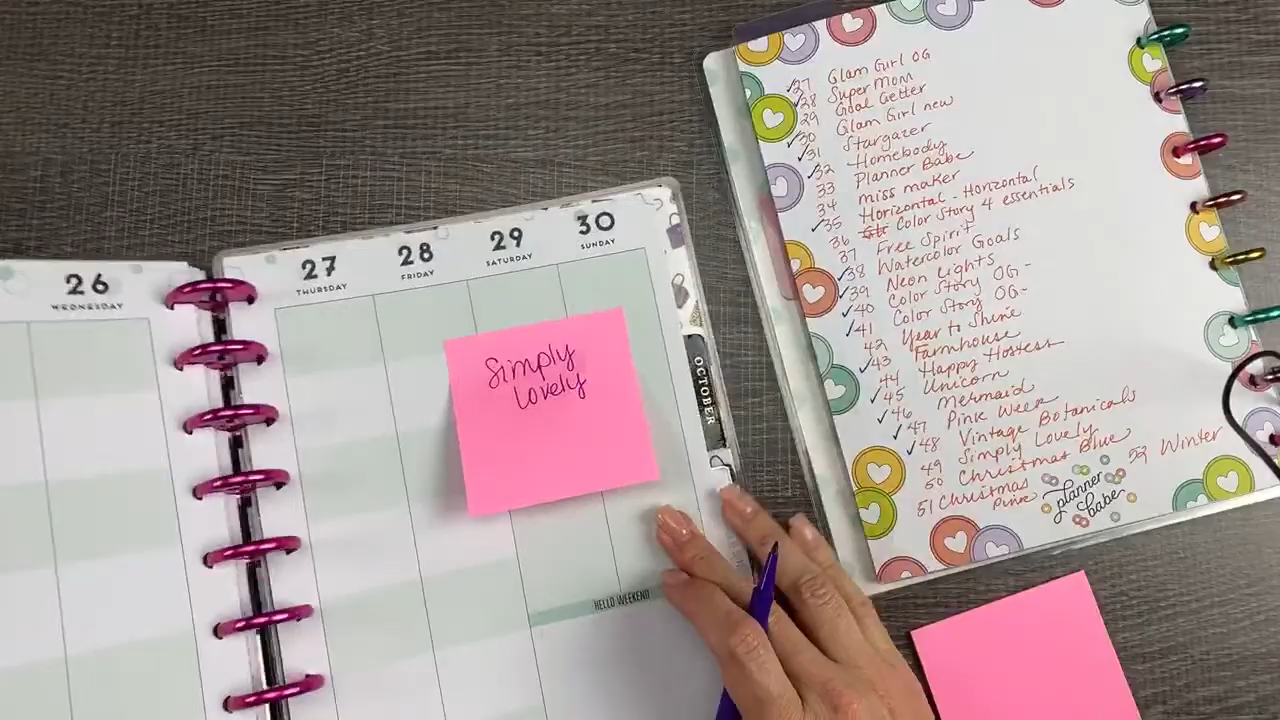 26
WEDNESDAY
27
THURSDAY
28
FRIDAY
29
SATURDAY
30
SUNDAY
Simply
Lovely
OCTOBER
HELLO WEEKEND
27 Glam Girl OG
28 Super Mom
29 Goal Getter
30 Glam Girl new
31 Stargazer
32 Homebody
33 Planner Babe
34 miss maker
35 Horizontal - Horizontal
36 Color Story 4 essentials
37 Free Spirit
38 Watercolor Goals
39 Neon Lights
40 Color Story OG -
41 Color Story OG -
42 Year to Shine
43 Farmhouse
44 Happy Hostess
45 Unicorn
46 Mermaid
47 Pink Week
48 Vintage Botanicals
49 Simply Lovely
50 Christmas Blue
51 Christmas Pink
52 Winter
planner
babe